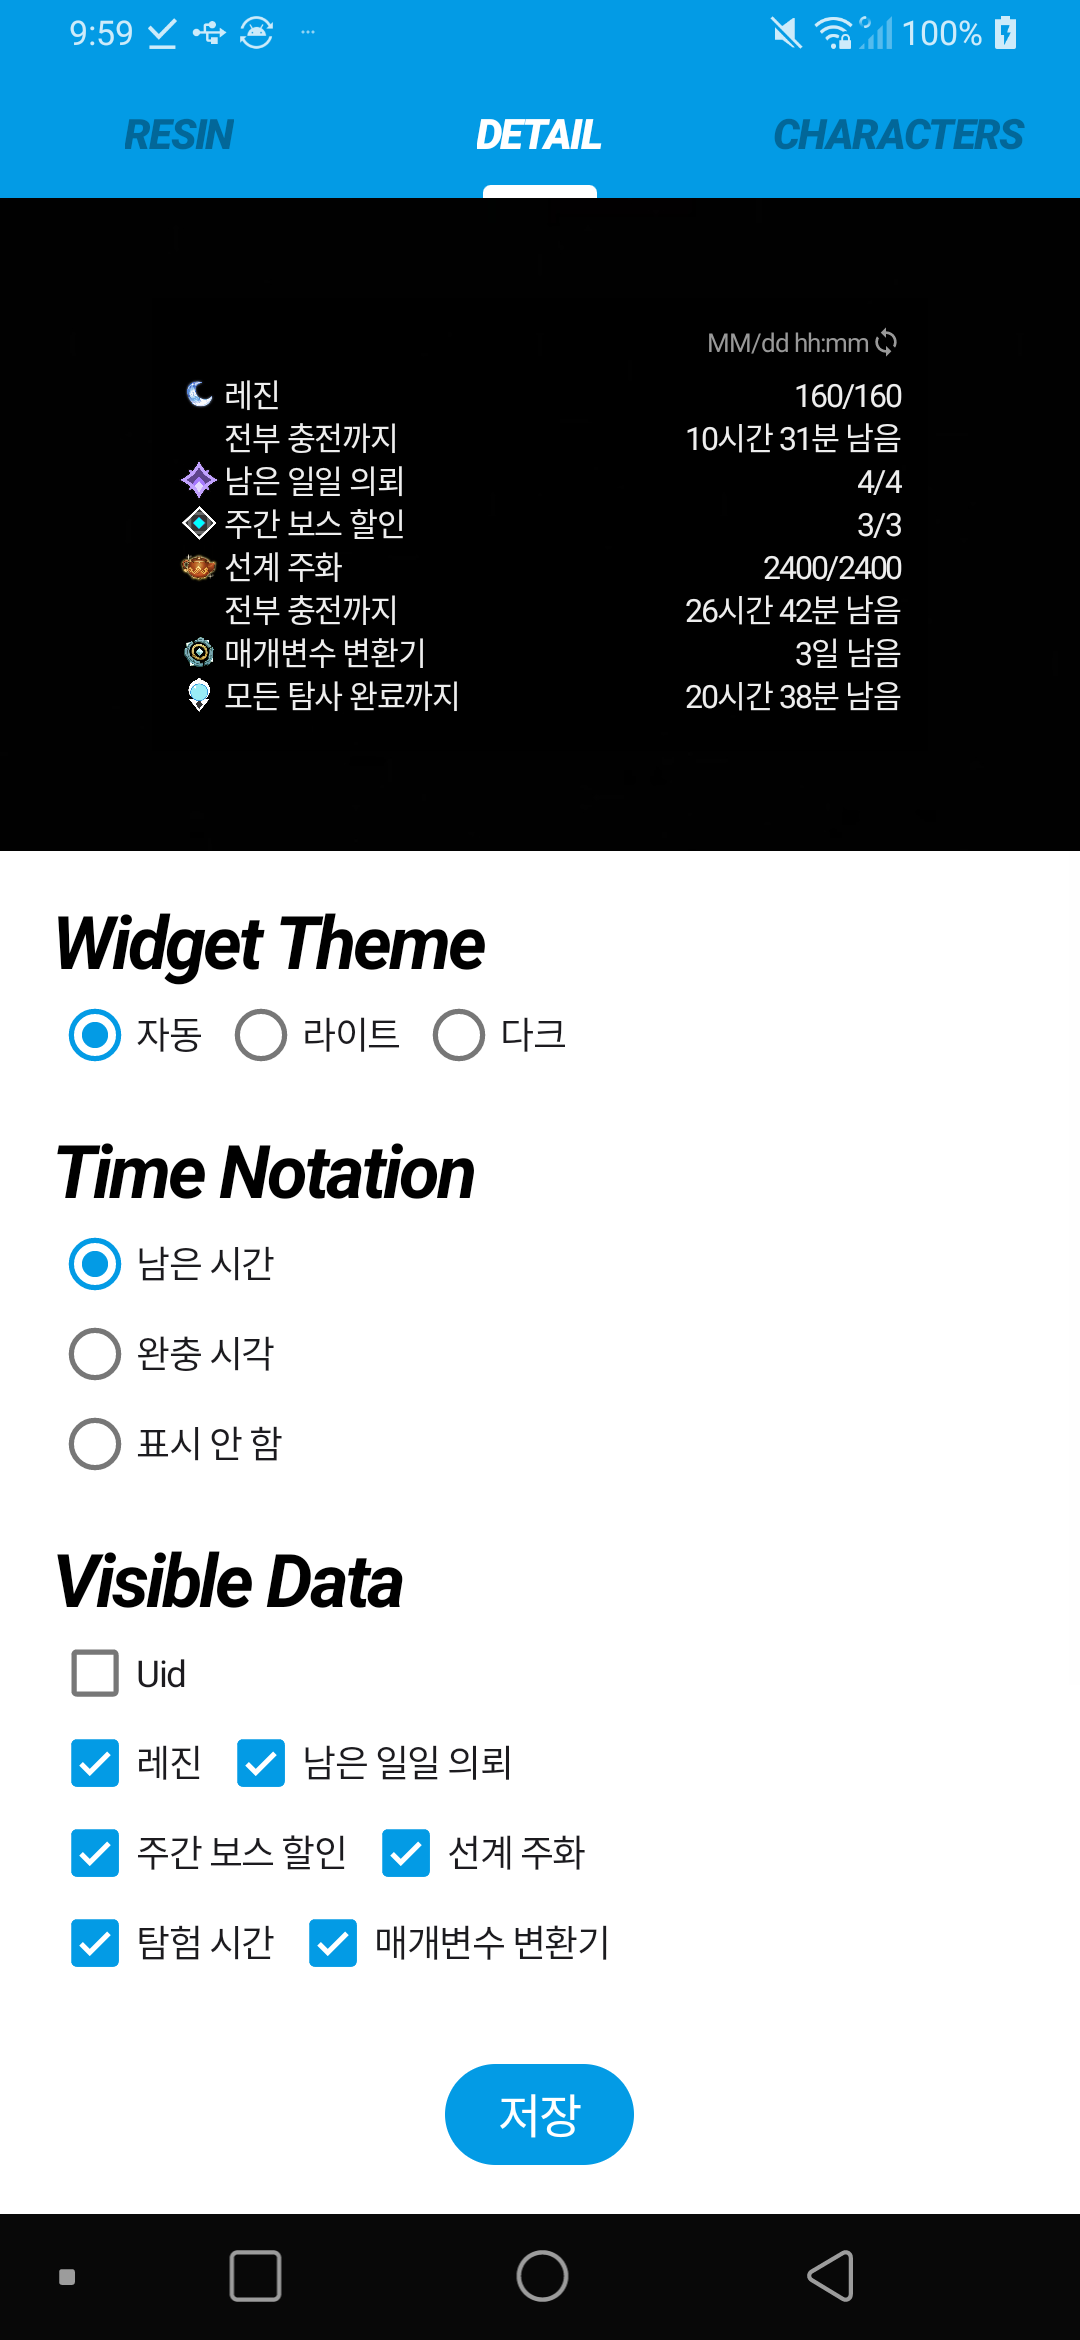 9:59 100%
RESIN DETAIL CHARACTERS
MM/dd hh:mm
레진 160/160
전부 충전까지 10시간 31분 남음
남은 일일 의뢰 4/4
주간 보스 할인 3/3
선계 주화 2400/2400
전부 충전까지 26시간 42분 남음
매개변수 변환기 3일 남음
모든 탐사 완료까지 20시간 38분 남음
Widget Theme
자동 라이트 다크
Time Notation
남은 시간
완충 시각
표시 안 함
Visible Data
Uid
레진 남은 일일 의뢰
주간 보스 할인 선계 주화
탐험 시간 매개변수 변환기
저장